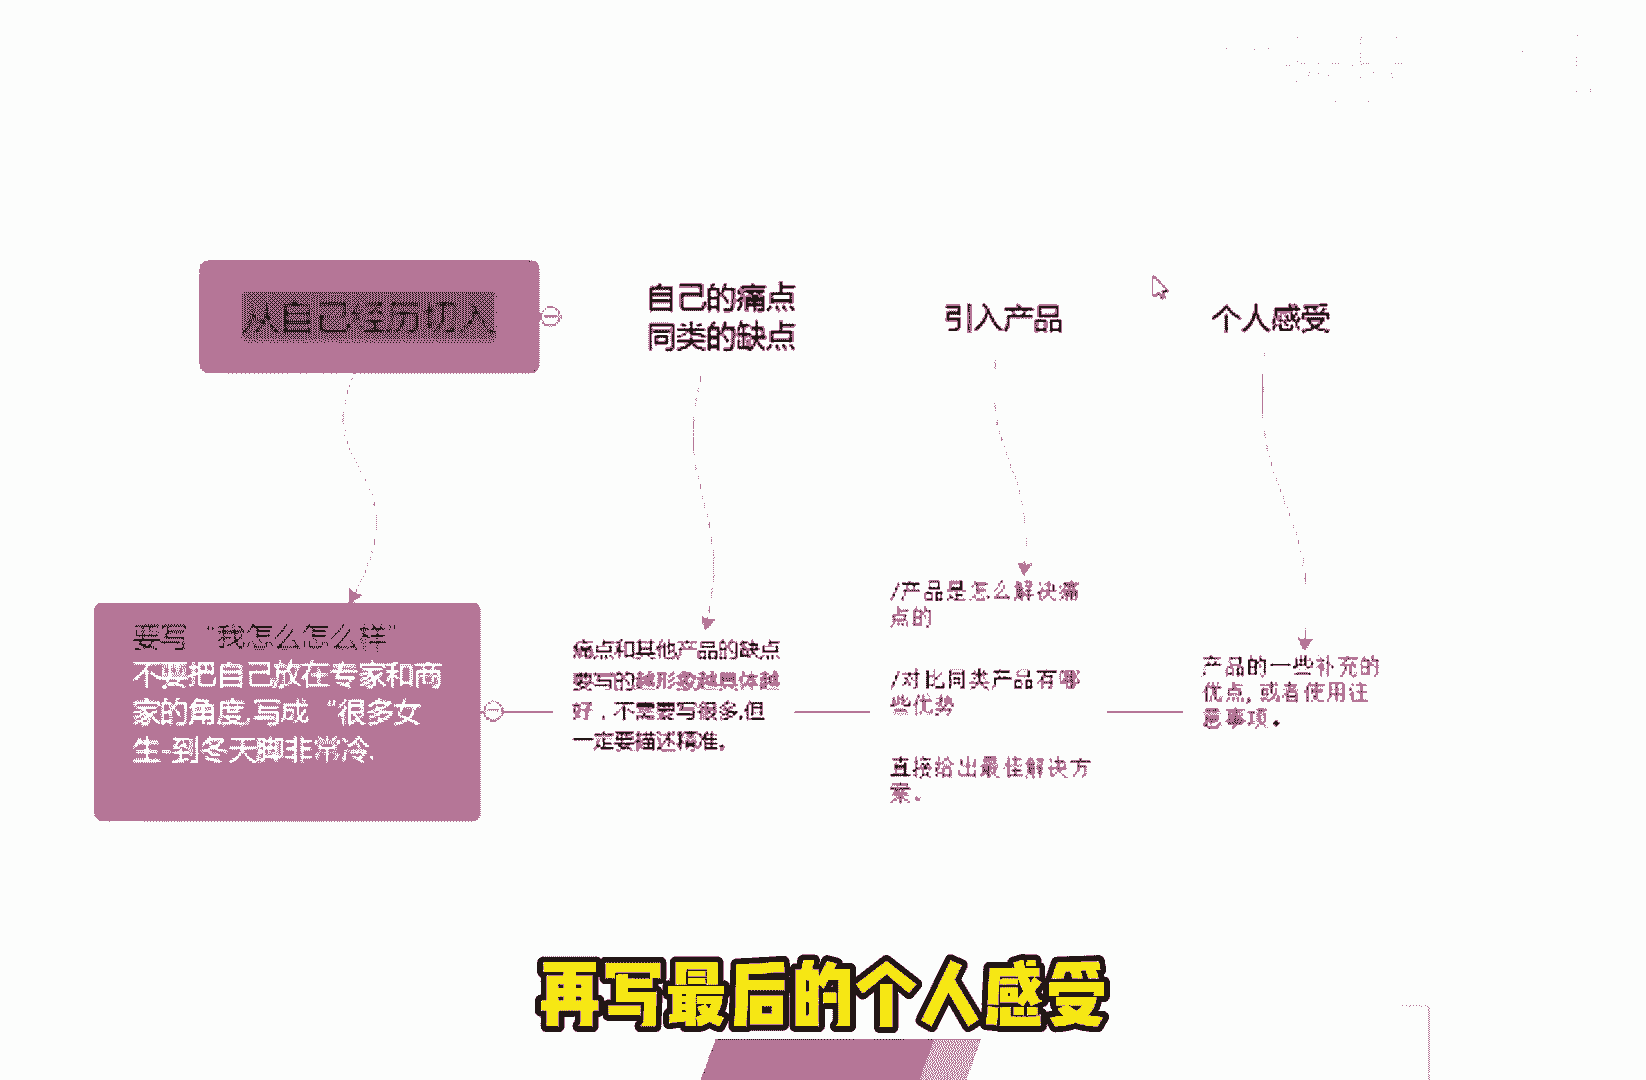 从自己经历切入
自己的痛点
同类的缺点
引入产品
个人感受
要写“我怎么怎么样”
不要把自己放在专家和商
家的角度,写成“很多女
生-到冬天脚非常冷.
痛点和其他产品的缺点
要写的越形象越具体越
好，不需要写很多,但
一定要描述精准。
/产品是怎么解决痛
点的
/对比同类产品有哪
些优势
直接给出最佳解决方
案.
产品的一些补充的
优点, 或者使用注
意事项。
再写最后的个人感受